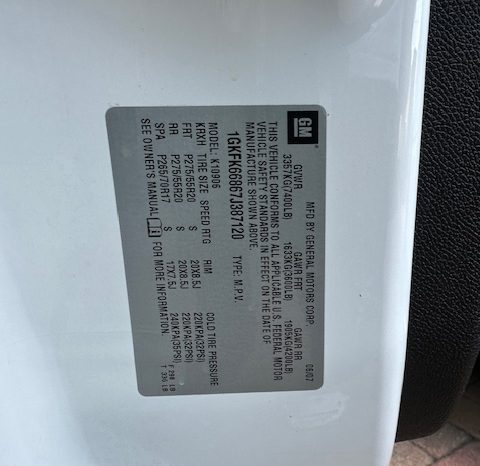 GM
MFD BY GENERAL MOTORS CORP. 06/07
GVWR GAWR FRT GAWR RR
3357KG(7400LB) 1633KG(3600LB) 1905KG(4200LB)
THIS VEHICLE CONFORMS TO ALL APPLICABLE U.S. FEDERAL MOTOR
VEHICLE SAFETY STANDARDS IN EFFECT ON THE DATE OF
MANUFACTURE SHOWN ABOVE.
1GKFK66867J387120 TYPE: M.P.V.
MODEL: K10906
KRXH TIRE SIZE SPEED RTG RIM COLD TIRE PRESSURE
FRT P275/55R20 S 20X8.5J 220KPA(32PSI)
RR P275/55R20 S 20X8.5J 220KPA(32PSI)
SPA P265/70R17 S 17X7.5J 240KPA(35PSI)
SEE OWNER'S MANUAL FOR MORE INFORMATION.
F 290 LB
T 336 LB